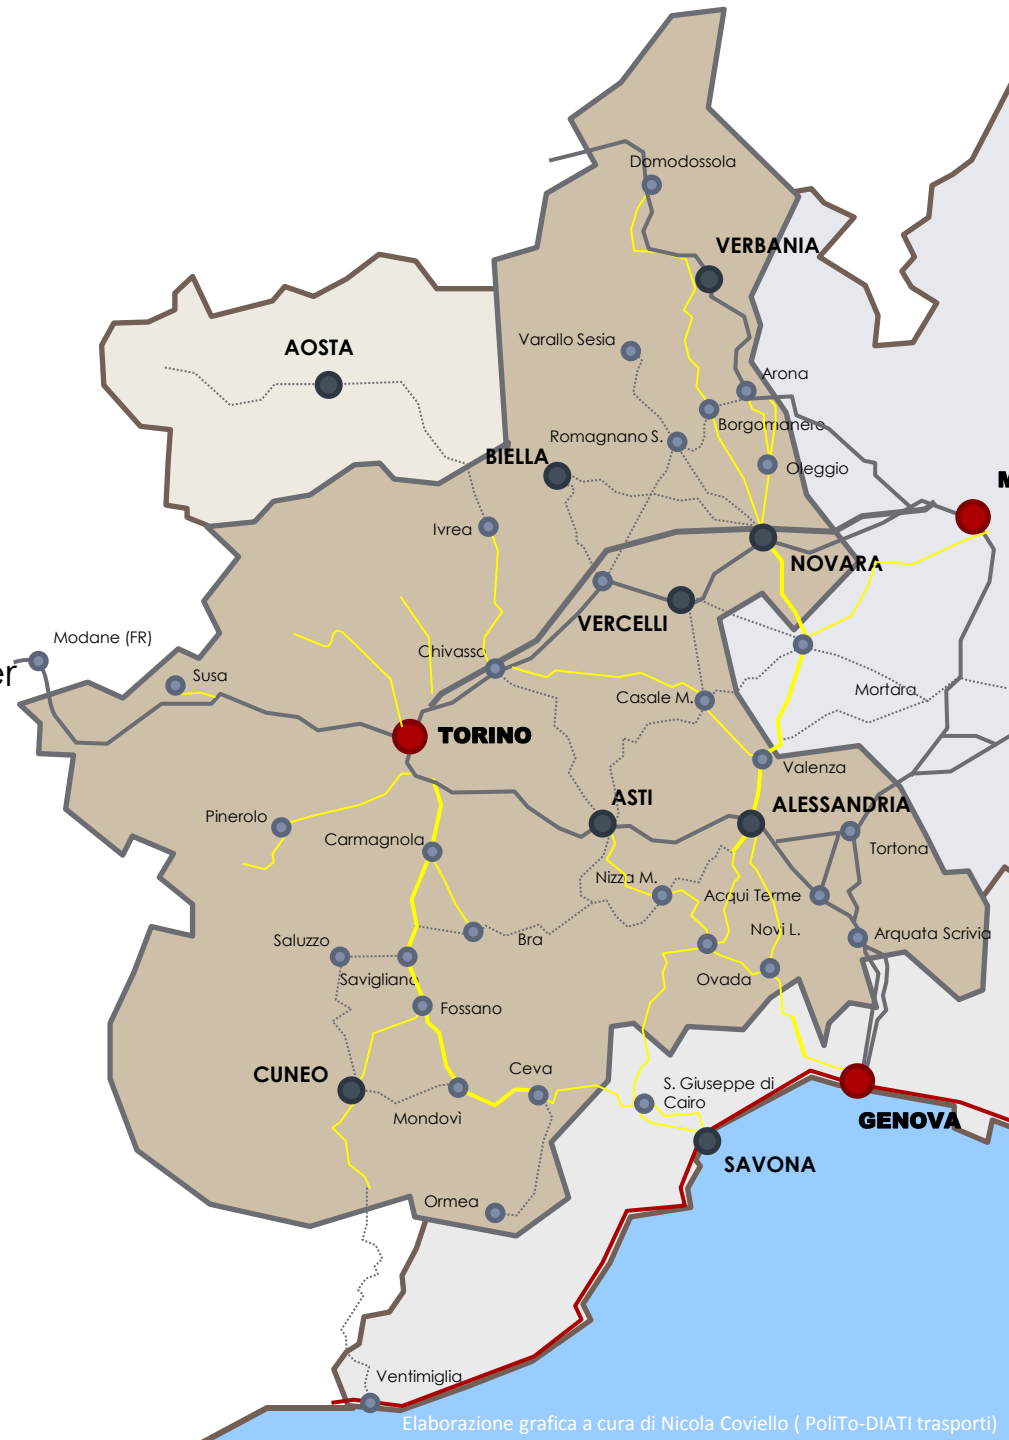 Domodossola
VERBANIA
Varallo Sesia
AOSTA
Arona
Borgomanero
Romagnano S.
BIELLA
Oleggio
M
Ivrea
NOVARA
VERCELLI
Modane (FR)
er
Chivasso
Susa
Casale M.
Mortara
TORINO
Valenza
ASTI
ALESSANDRIA
Pinerolo
Carmagnola
Tortona
Nizza M.
Acqui Terme
Novi L.
Arquata Scrivia
Saluzzo
Bra
Savigliano
Ovada
Fossano
CUNEO
Ceva
S. Giuseppe di
Cairo
Mondovì
GENOVA
SAVONA
Ormea
Ventimiglia
Elaborazione grafica a cura di Nicola Coviello ( PoliTo-DIATI trasporti)